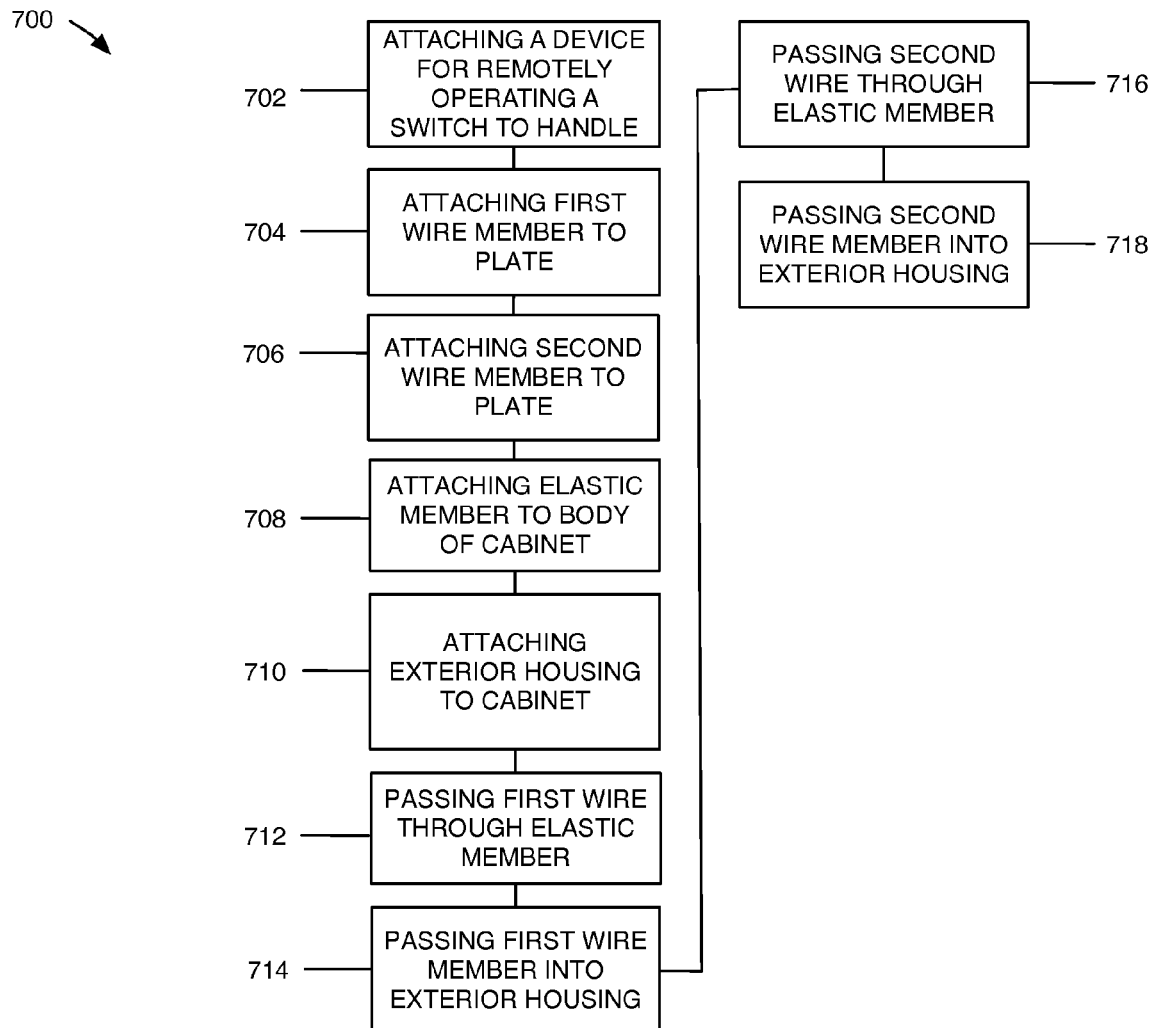 700
702
ATTACHING A DEVICE
FOR REMOTELY
OPERATING A
SWITCH TO HANDLE
704
ATTACHING FIRST
WIRE MEMBER TO
PLATE
706
ATTACHING SECOND
WIRE MEMBER TO
PLATE
708
ATTACHING ELASTIC
MEMBER TO BODY
OF CABINET
710
ATTACHING
EXTERIOR HOUSING
TO CABINET
712
PASSING FIRST WIRE
THROUGH ELASTIC
MEMBER
714
PASSING FIRST WIRE
MEMBER INTO
EXTERIOR HOUSING
PASSING SECOND
WIRE THROUGH
ELASTIC MEMBER
716
PASSING SECOND
WIRE MEMBER INTO
EXTERIOR HOUSING
718